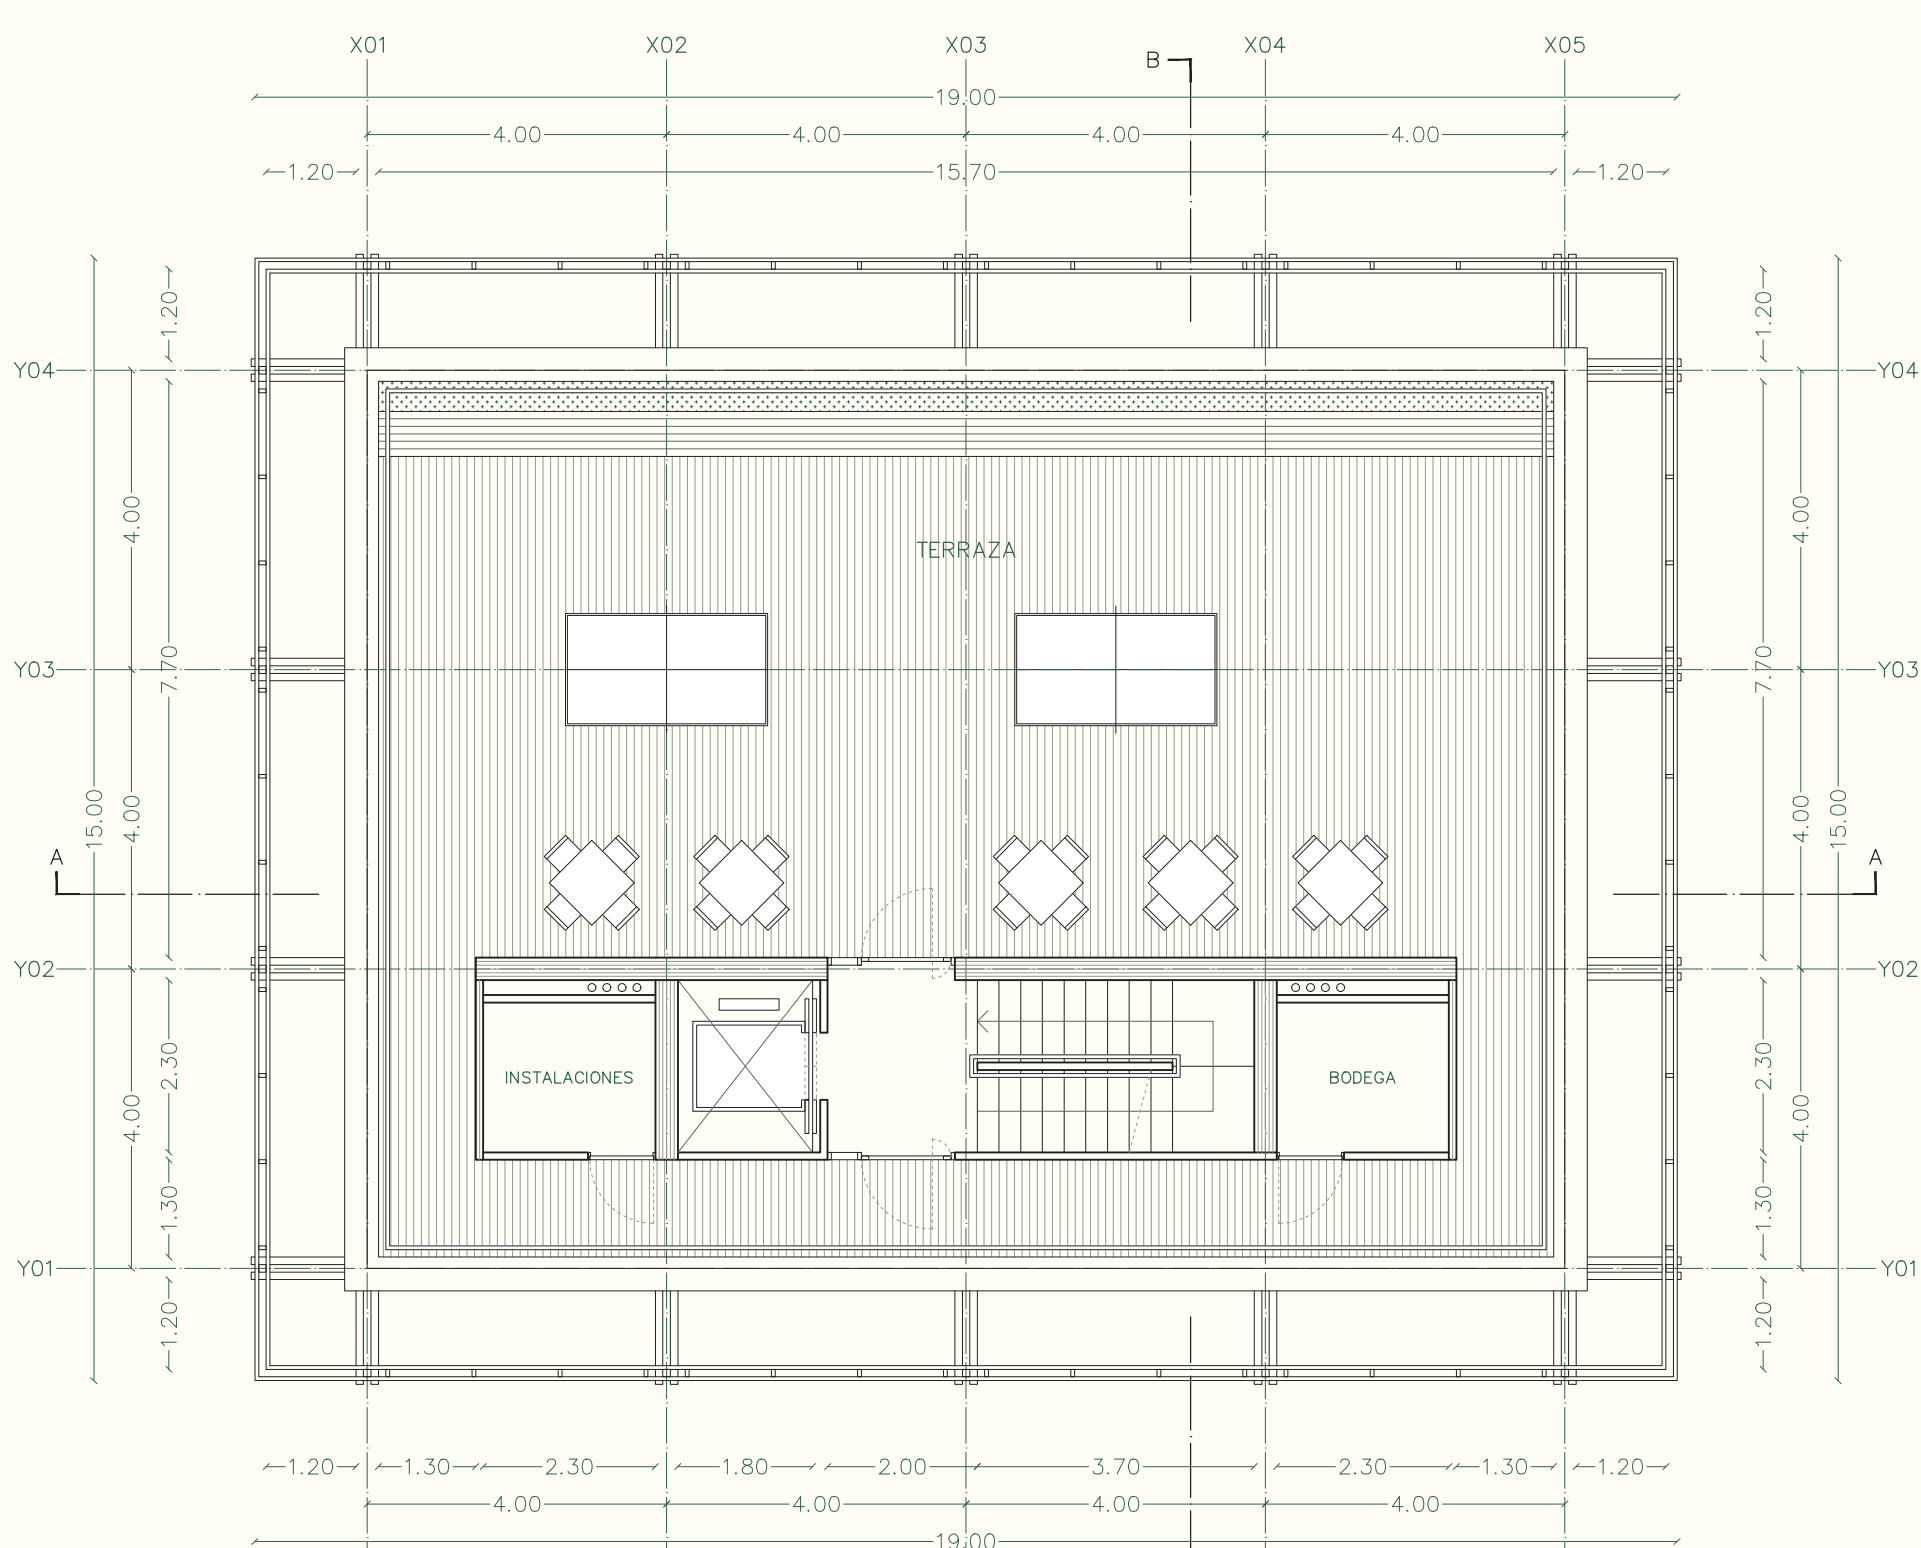 X01 X02 X03 X04 X05
B
19.00
4.00 4.00 4.00 4.00
1.20 15.70 1.20
1.20 1.20
Y04 Y04
4.00 4.00
TERRAZA
7.70 7.70
Y03 Y03
15.00 4.00 4.00 15.00
A A
Y02 Y02
2.30 2.30
INSTALACIONES BODEGA
4.00 4.00
1.30 1.30
Y01 Y01
1.20 1.20
1.20 1.30 2.30 1.80 2.00 3.70 2.30 1.30 1.20
4.00 4.00 4.00 4.00
19.00